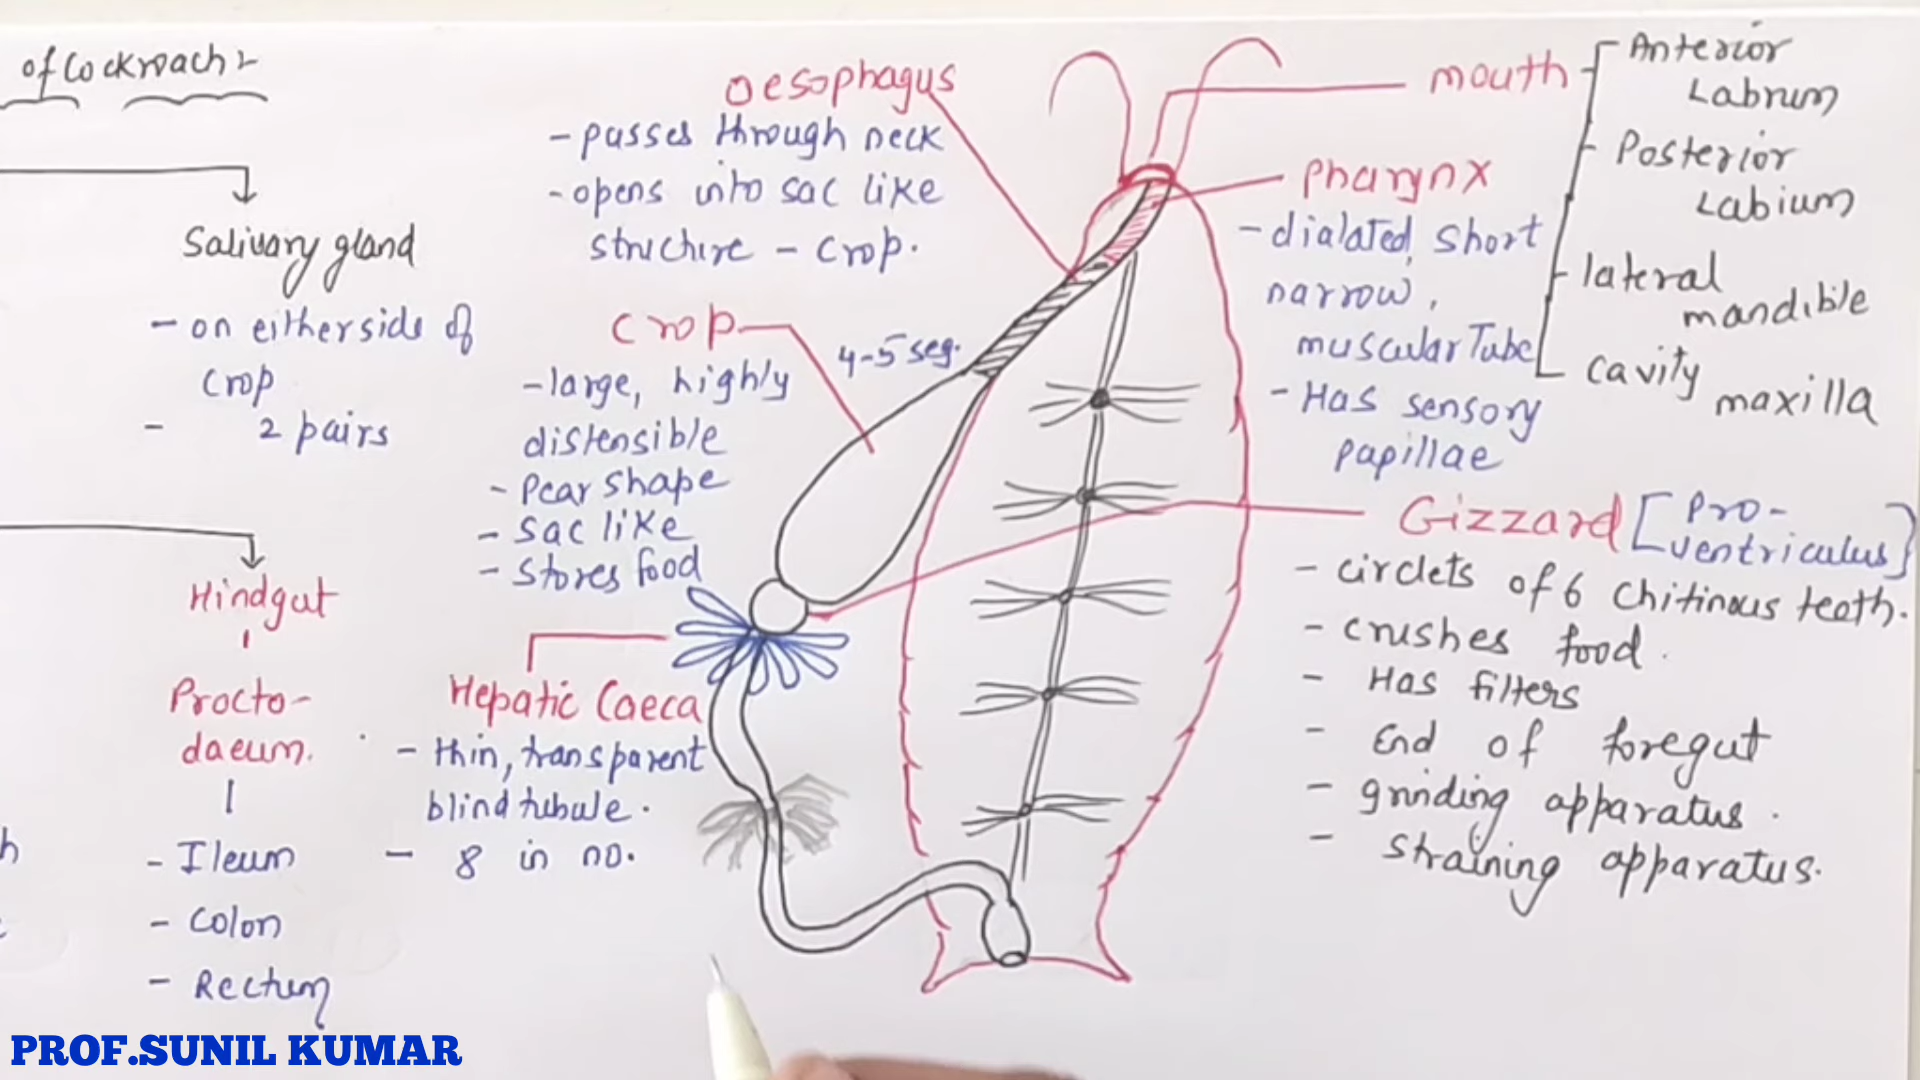 of Cockroach :-
Salivary gland
- on either side of
crop
- 2 pairs
Hindgut
Procto-
daeum.
- Ileum
- Colon
- Rectum
Oesophagus
- passes through neck
- opens into sac like
structure - crop.
Crop
4-5 seg.
- large, highly
distensible
- Pear shape
- Sac like
- Stores food
Hepatic Caeca
- thin, transparent
blind tubule.
- 8 in no.
mouth
Anterior
Labrum
Posterior
Labium
lateral
mandible
cavity
maxilla
Pharynx
- dialated, short
narrow,
muscular Tube
- Has sensory
papillae
Gizzard [Pro-
ventriculus]
- circlets of 6 chitinous teeth.
- crushes food.
- Has filters
- End of foregut
- grinding apparatus.
- straining apparatus.
PROF.SUNIL KUMAR